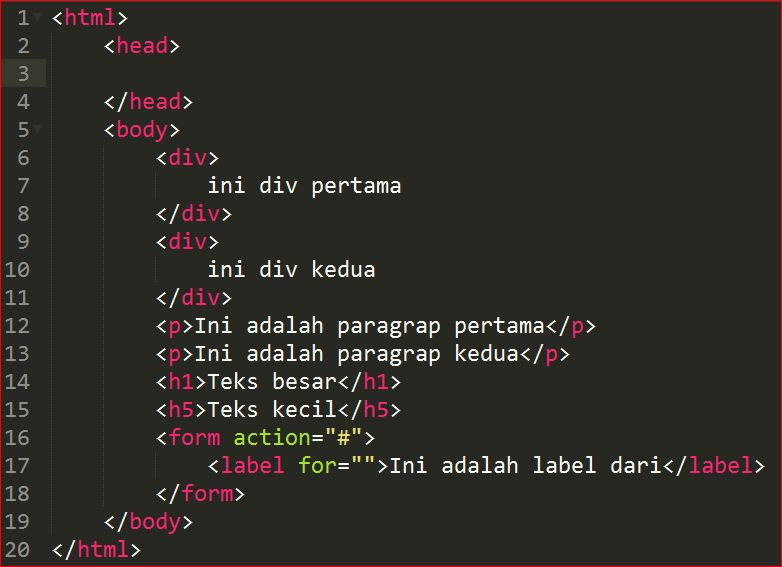 1 <html>
2     <head>
3
4     </head>
5     <body>
6         <div>
7             ini div pertama
8         </div>
9         <div>
10             ini div kedua
11         </div>
12         <p>Ini adalah paragrap pertama</p>
13         <p>Ini adalah paragrap kedua</p>
14         <h1>Teks besar</h1>
15         <h5>Teks kecil</h5>
16         <form action="#">
17             <label for="">Ini adalah label dari</label>
18         </form>
19     </body>
20 </html>